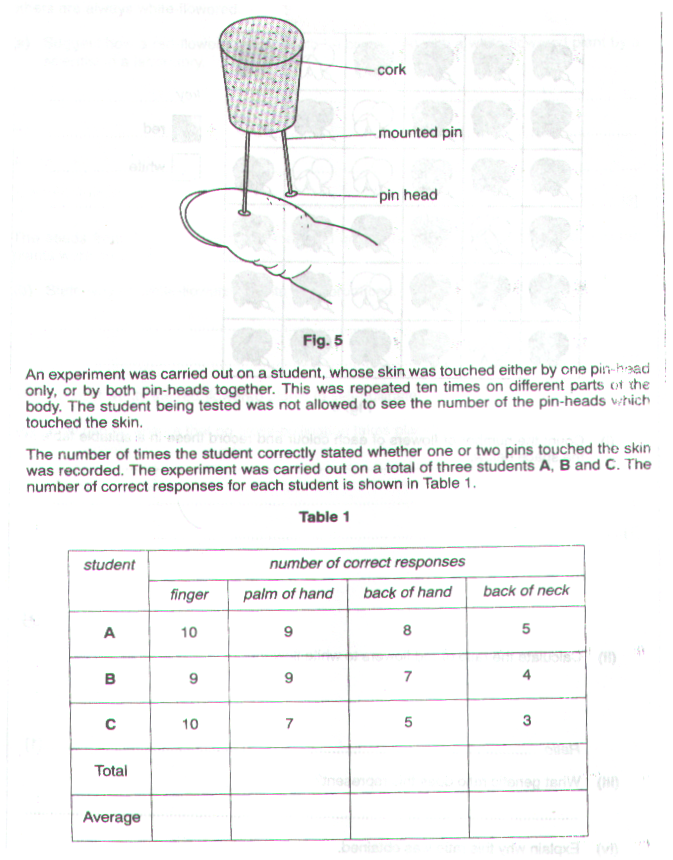 cork
mounted pin
pin head
Fig. 5
An experiment was carried out on a student, whose skin was touched either by one pin-head
only, or by both pin-heads together. This was repeated ten times on different parts of the
body. The student being tested was not allowed to see the number of the pin-heads which
touched the skin.
The number of times the student correctly stated whether one or two pins touched the skin
was recorded. The experiment was carried out on a total of three students A, B and C. The
number of correct responses for each student is shown in Table 1.
Table 1
student number of correct responses
finger palm of hand back of hand back of neck
A 10 9 8 5
B 9 9 7 4
C 10 7 5 3
Total
Average